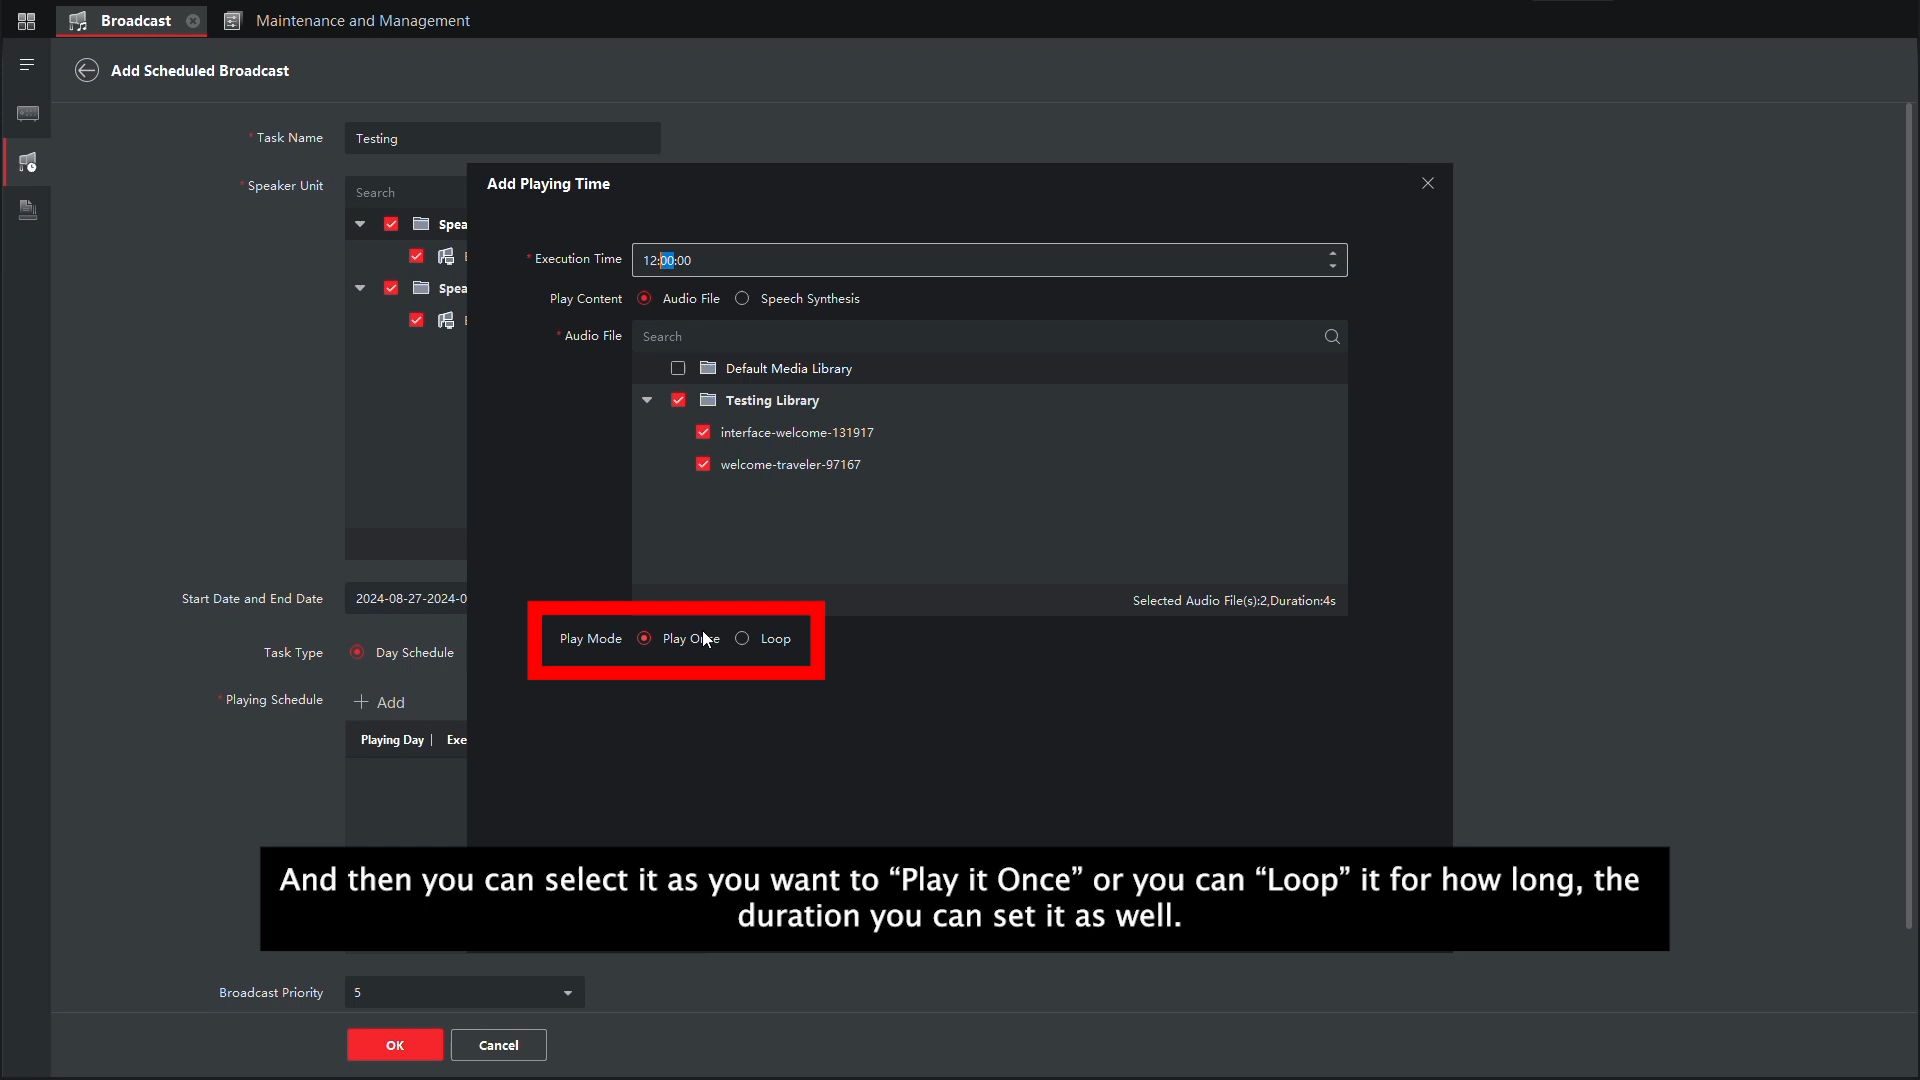 Broadcast
Maintenance and Management
Add Scheduled Broadcast
* Task Name
Testing
* Speaker Unit
Search
Spea
Spea
Add Playing Time
* Execution Time
12:00:00
Play Content
Audio File
Speech Synthesis
* Audio File
Search
Default Media Library
Testing Library
interface-welcome-131917
welcome-traveler-97167
Selected Audio File(s):2,Duration:4s
Play Mode
Play Once
Loop
Start Date and End Date
2024-08-27-2024-0
Task Type
Day Schedule
* Playing Schedule
+ Add
Playing Day | Exe
And then you can select it as you want to “Play it Once” or you can “Loop” it for how long, the
duration you can set it as well.
Broadcast Priority
5
OK
Cancel